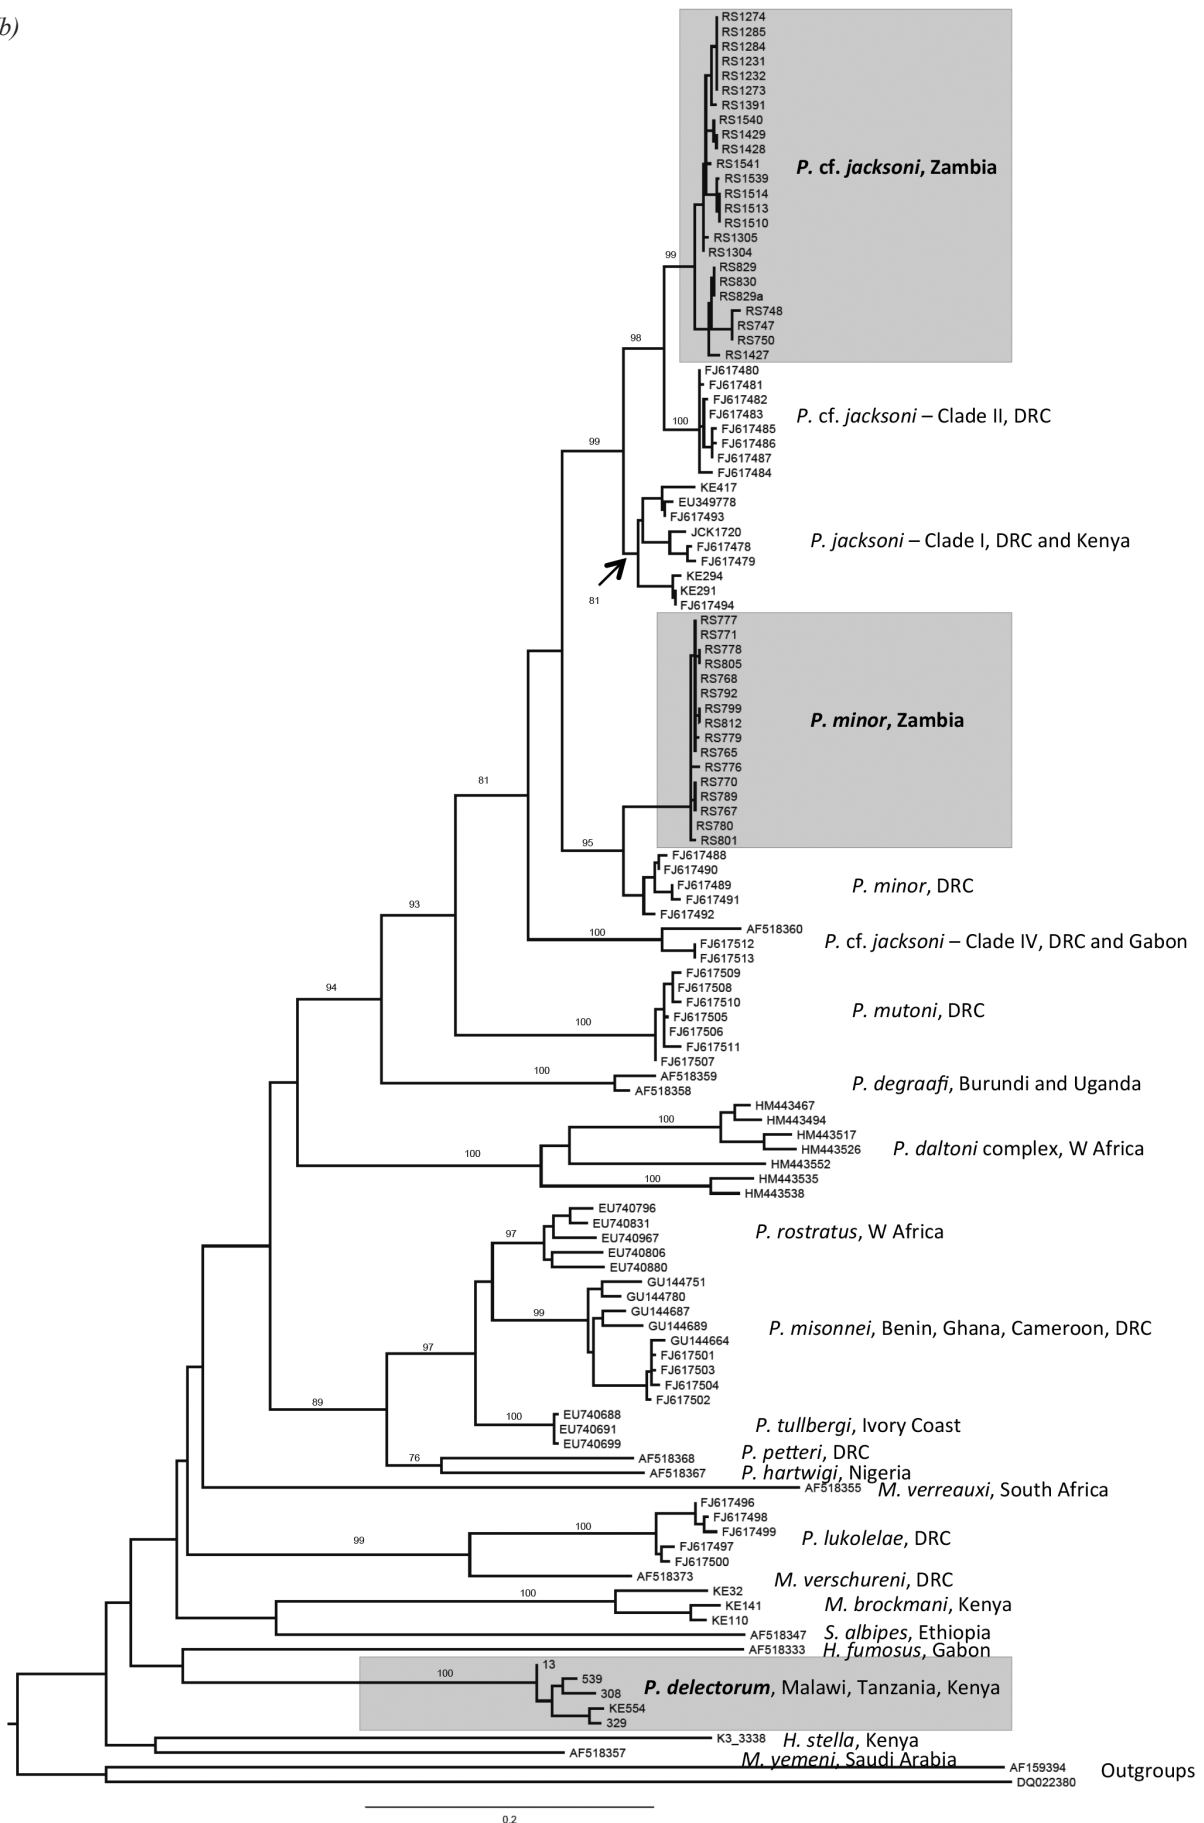 b)
RS1274
RS1285
RS1284
RS1231
RS1232
RS1273
RS1391
RS1540
RS1429
RS1428
RS1541
P. cf. jacksoni, Zambia
RS1539
RS1514
RS1513
RS1510
RS1305
RS1304
99
RS829
RS830
RS829a
RS748
RS747
RS750
RS1427
98
FJ617480
FJ617481
FJ617482
FJ617483
P. cf. jacksoni – Clade II, DRC
100
FJ617485
FJ617486
FJ617487
FJ617484
99
KE417
EU349778
FJ617493
JCK1720
P. jacksoni – Clade I, DRC and Kenya
FJ617478
FJ617479
KE294
KE291
FJ617494
81
RS777
RS771
RS778
RS805
RS768
RS792
RS799
RS812
P. minor, Zambia
RS779
RS765
RS776
RS770
RS789
RS767
RS780
RS801
81
95
FJ617488
FJ617490
FJ617489
P. minor, DRC
FJ617491
FJ617492
93
AF518360
100
FJ617512
P. cf. jacksoni – Clade IV, DRC and Gabon
FJ617513
FJ617509
FJ617508
FJ617510
P. mutoni, DRC
100
FJ617505
FJ617506
FJ617511
FJ617507
94
100
AF518359
P. degraafi, Burundi and Uganda
AF518358
HM443467
100
HM443494
HM443517
HM443526
P. daltoni complex, W Africa
100
HM443552
100
HM443535
HM443538
EU740796
EU740831
97
EU740967
P. rostratus, W Africa
EU740806
EU740880
GU144751
GU144780
99
GU144687
GU144689
P. misonnei, Benin, Ghana, Cameroon, DRC
GU144664
97
FJ617501
FJ617503
FJ617504
FJ617502
89
100
EU740688
EU740691
P. tullbergi, Ivory Coast
EU740699
76
AF518368
P. petteri, DRC
AF518367
P. hartwigi, Nigeria
AF518355
M. verreauxi, South Africa
FJ617496
FJ617498
100
FJ617499
P. lukolelae, DRC
99
FJ617497
FJ617500
AF518373
M. verschureni, DRC
100
KE32
KE141
M. brockmani, Kenya
KE110
AF518347
S. albipes, Ethiopia
AF518333
H. fumosus, Gabon
13
100
539
308
P. delectorum, Malawi, Tanzania, Kenya
KE554
329
K3_3338
H. stella, Kenya
AF518357
M. yemeni, Saudi Arabia
AF159394
Outgroups
DQ022380
0.2